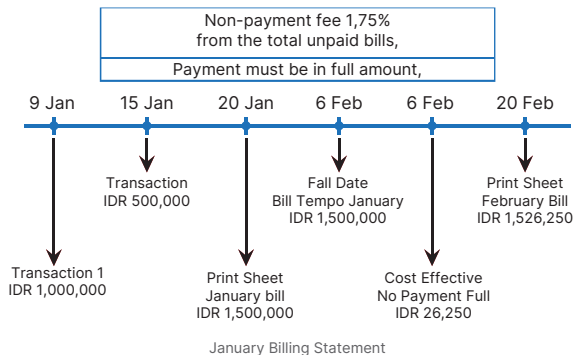 Non-payment fee 1,75%
from the total unpaid bills,
Payment must be in full amount,
9 Jan
15 Jan
20 Jan
6 Feb
6 Feb
20 Feb
Transaction
IDR 500,000
Fall Date
Bill Tempo January
IDR 1,500,000
Print Sheet
February Bill
IDR 1,526,250
Transaction 1
IDR 1,000,000
Print Sheet
January bill
IDR 1,500,000
Cost Effective
No Payment Full
IDR 26,250
January Billing Statement